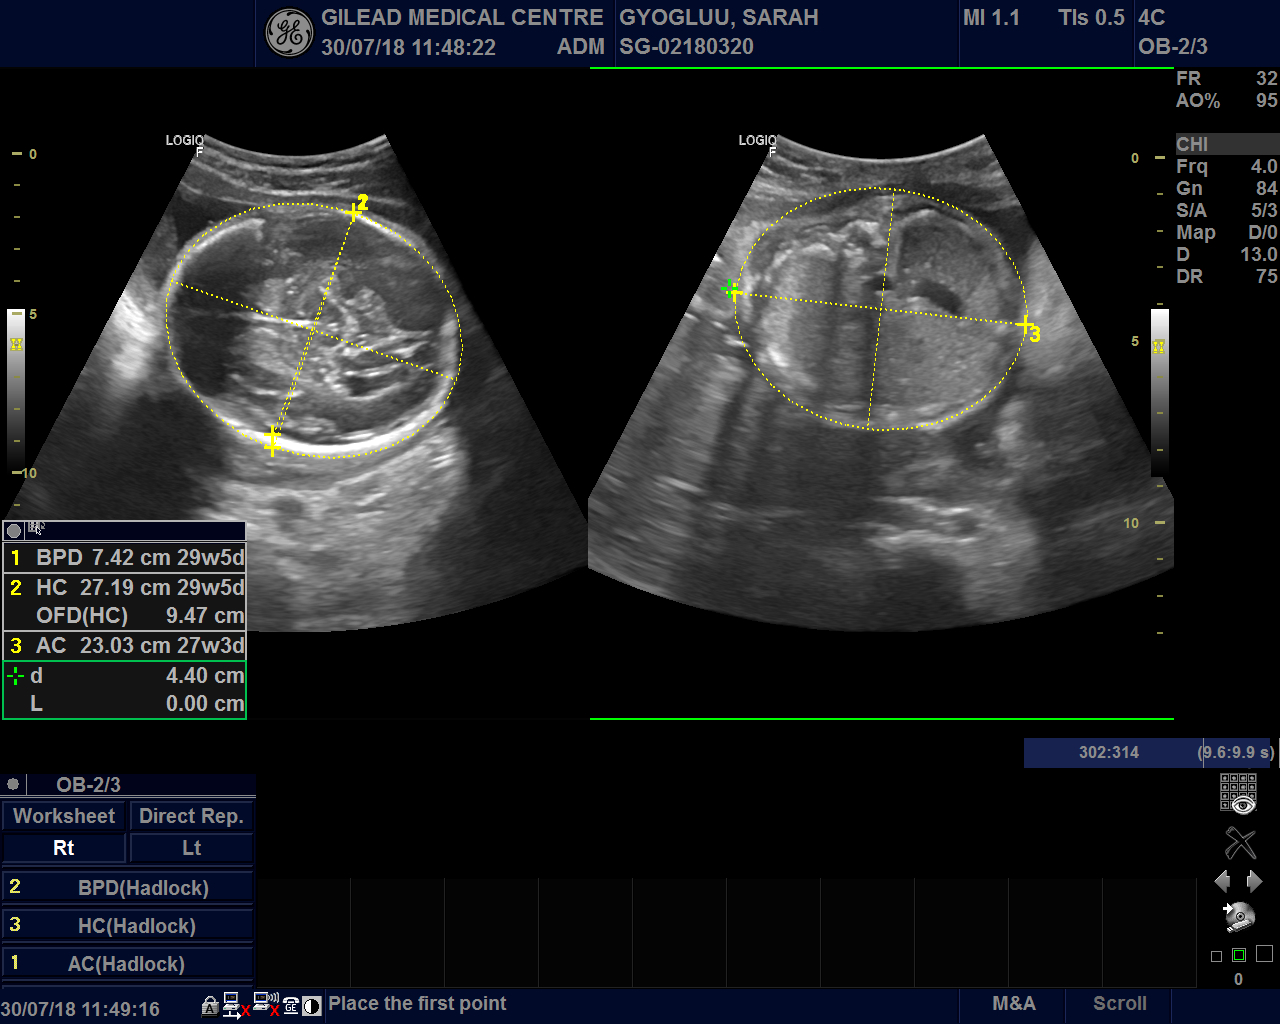 GILEAD MEDICAL CENTRE
30/07/18 11:48:22 ADM
GYOGLUU, SARAH
SG-02180320
MI 1.1 TIs 0.5
4C
OB-2/3
FR 32
AO% 95
CHI
Frq 4.0
Gn 84
S/A 5/3
Map D/0
D 13.0
DR 75
LOGIQ
F
0
5
10
2
LOGIQ
F
0
5
10
3
1 BPD 7.42 cm 29w5d
2 HC 27.19 cm 29w5d
OFD(HC) 9.47 cm
3 AC 23.03 cm 27w3d
d 4.40 cm
L 0.00 cm
302:314 (9.6:9.9 s)
OB-2/3
Worksheet Direct Rep.
Rt Lt
2 BPD(Hadlock)
3 HC(Hadlock)
1 AC(Hadlock)
0
30/07/18 11:49:16
A
GE
Place the first point
M&A
Scroll